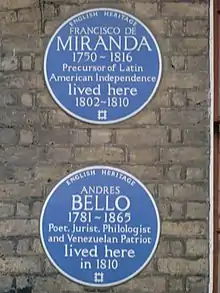 ENGLISH HERITAGE
FRANCISCO DE
MIRANDA
1750~1816
Precursor of Latin
American Independence
lived here
1802~1810
ENGLISH HERITAGE
ANDRES
BELLO
1781~1865
Poet, Jurist, Philologist
and Venezuelan Patriot
lived here
in 1810